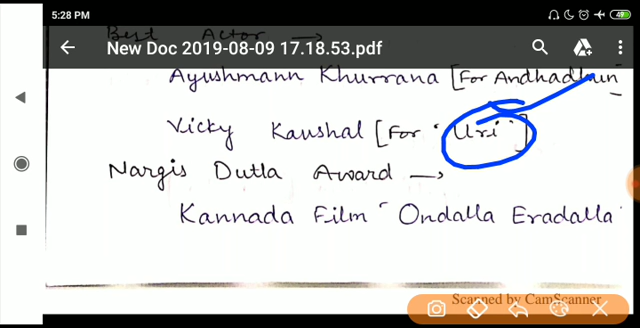 5:28 PM 49
New Doc 2019-08-09 17.18.53.pdf
Best Actor →
Ayushmann Khurrana [For Andhadhun]
Vicky Kaushal [For 'Uri']
Nargis Dutta Award →
Kannada Film 'Ondalla Eradalla'
Scanned by CamScanner